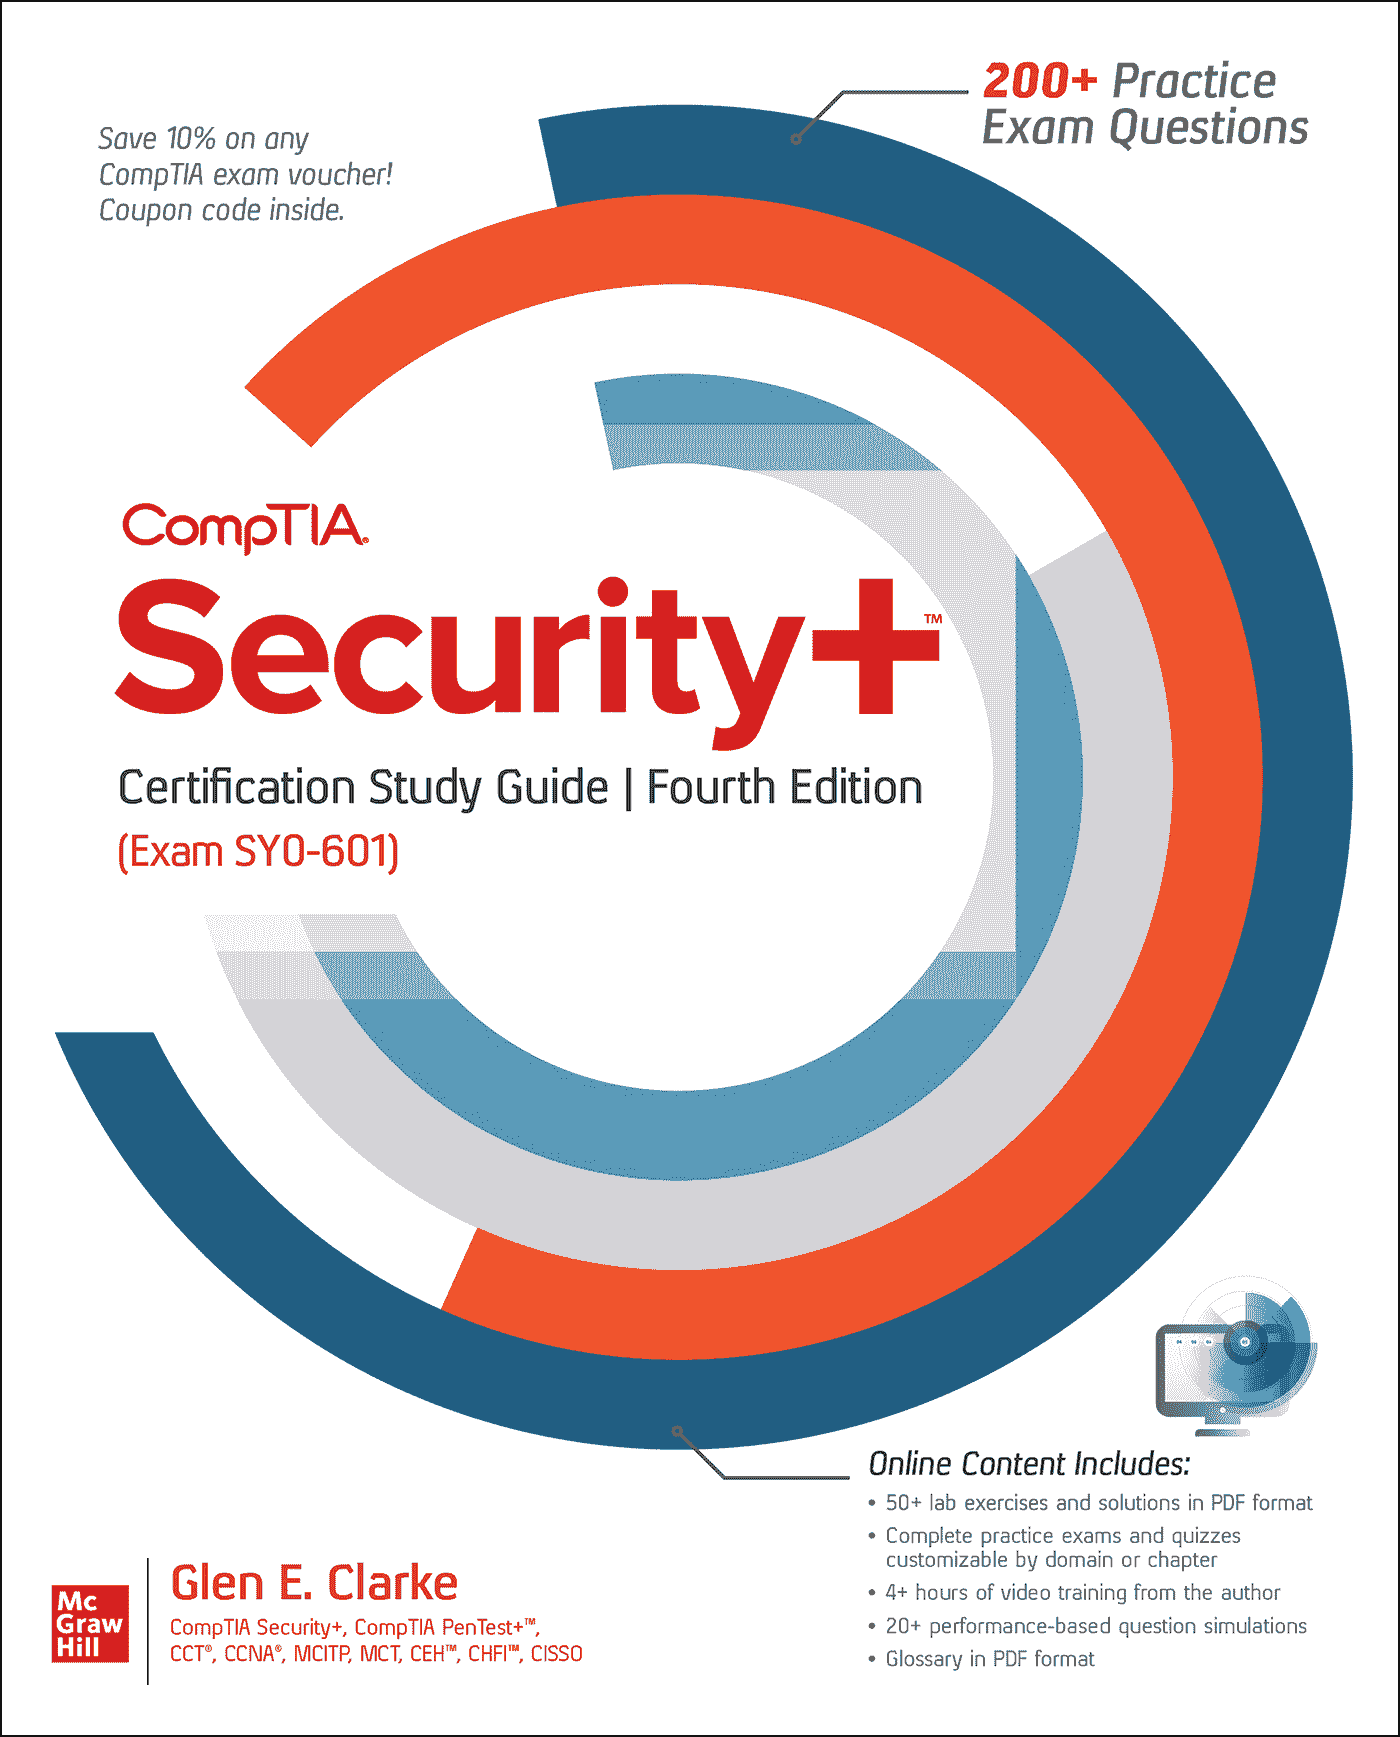 200+ Practice
Exam Questions
Save 10% on any
CompTIA exam voucher!
Coupon code inside.
CompTIA®
Security+™
Certification Study Guide | Fourth Edition
(Exam SY0-601)
Online Content Includes:
• 50+ lab exercises and solutions in PDF format
• Complete practice exams and quizzes
customizable by domain or chapter
• 4+ hours of video training from the author
• 20+ performance-based question simulations
• Glossary in PDF format
Mc
Graw
Hill
Glen E. Clarke
CompTIA Security+, CompTIA PenTest+™,
CCT®, CCNA®, MCITP, MCT, CEH™, CHFI™, CISSO